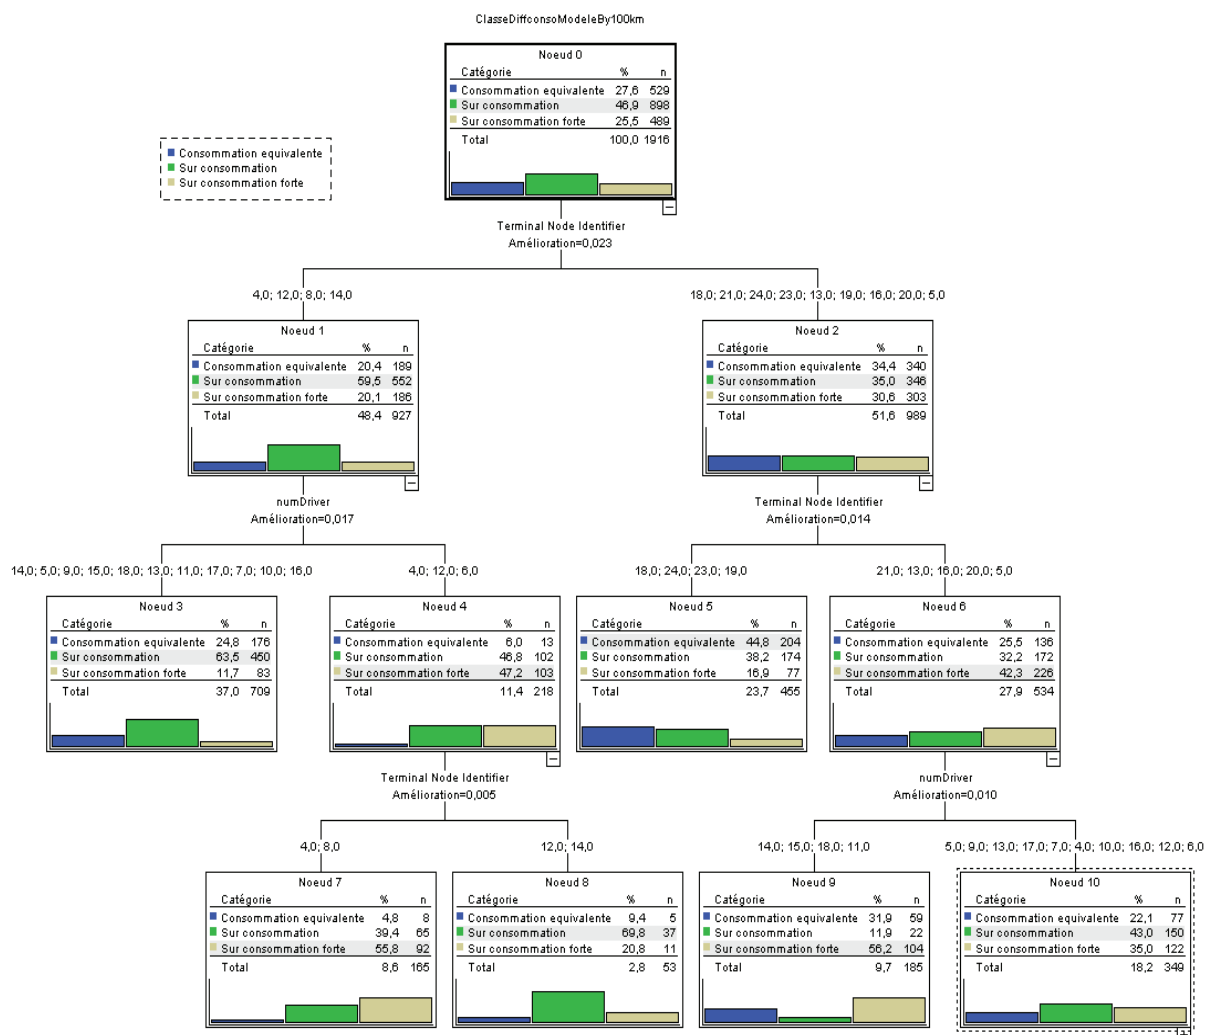 ClasseDiffconsoModeleBy100km
Noeud 0
Catégorie % n
Consommation equivalente 27,6 529
Sur consommation 46,9 898
Sur consommation forte 25,5 489
Total 100,0 1916
Consommation equivalente
Sur consommation
Sur consommation forte
Terminal Node Identifier
Amélioration=0,023
4,0; 12,0; 8,0; 14,0
18,0; 21,0; 24,0; 23,0; 13,0; 19,0; 16,0; 20,0; 5,0
Noeud 1
Catégorie % n
Consommation equivalente 20,4 189
Sur consommation 59,5 552
Sur consommation forte 20,1 186
Total 48,4 927
Noeud 2
Catégorie % n
Consommation equivalente 34,4 340
Sur consommation 35,0 346
Sur consommation forte 30,6 303
Total 51,6 989
numDriver
Amélioration=0,017
Terminal Node Identifier
Amélioration=0,014
14,0; 5,0; 9,0; 15,0; 18,0; 13,0; 11,0; 17,0; 7,0; 10,0; 16,0
4,0; 12,0; 6,0
18,0; 24,0; 23,0; 19,0
21,0; 13,0; 16,0; 20,0; 5,0
Noeud 3
Catégorie % n
Consommation equivalente 24,8 176
Sur consommation 63,5 450
Sur consommation forte 11,7 83
Total 37,0 709
Noeud 4
Catégorie % n
Consommation equivalente 6,0 13
Sur consommation 46,8 102
Sur consommation forte 47,2 103
Total 11,4 218
Noeud 5
Catégorie % n
Consommation equivalente 44,8 204
Sur consommation 38,2 174
Sur consommation forte 16,9 77
Total 23,7 455
Noeud 6
Catégorie % n
Consommation equivalente 25,5 136
Sur consommation 32,2 172
Sur consommation forte 42,3 226
Total 27,9 534
Terminal Node Identifier
Amélioration=0,005
numDriver
Amélioration=0,010
4,0; 8,0
12,0; 14,0
14,0; 15,0; 18,0; 11,0
5,0; 9,0; 13,0; 17,0; 7,0; 4,0; 10,0; 16,0; 12,0; 6,0
Noeud 7
Catégorie % n
Consommation equivalente 4,8 8
Sur consommation 39,4 65
Sur consommation forte 55,8 92
Total 8,6 165
Noeud 8
Catégorie % n
Consommation equivalente 9,4 5
Sur consommation 69,8 37
Sur consommation forte 20,8 11
Total 2,8 53
Noeud 9
Catégorie % n
Consommation equivalente 31,9 59
Sur consommation 11,9 22
Sur consommation forte 56,2 104
Total 9,7 185
Noeud 10
Catégorie % n
Consommation equivalente 22,1 77
Sur consommation 43,0 150
Sur consommation forte 35,0 122
Total 18,2 349